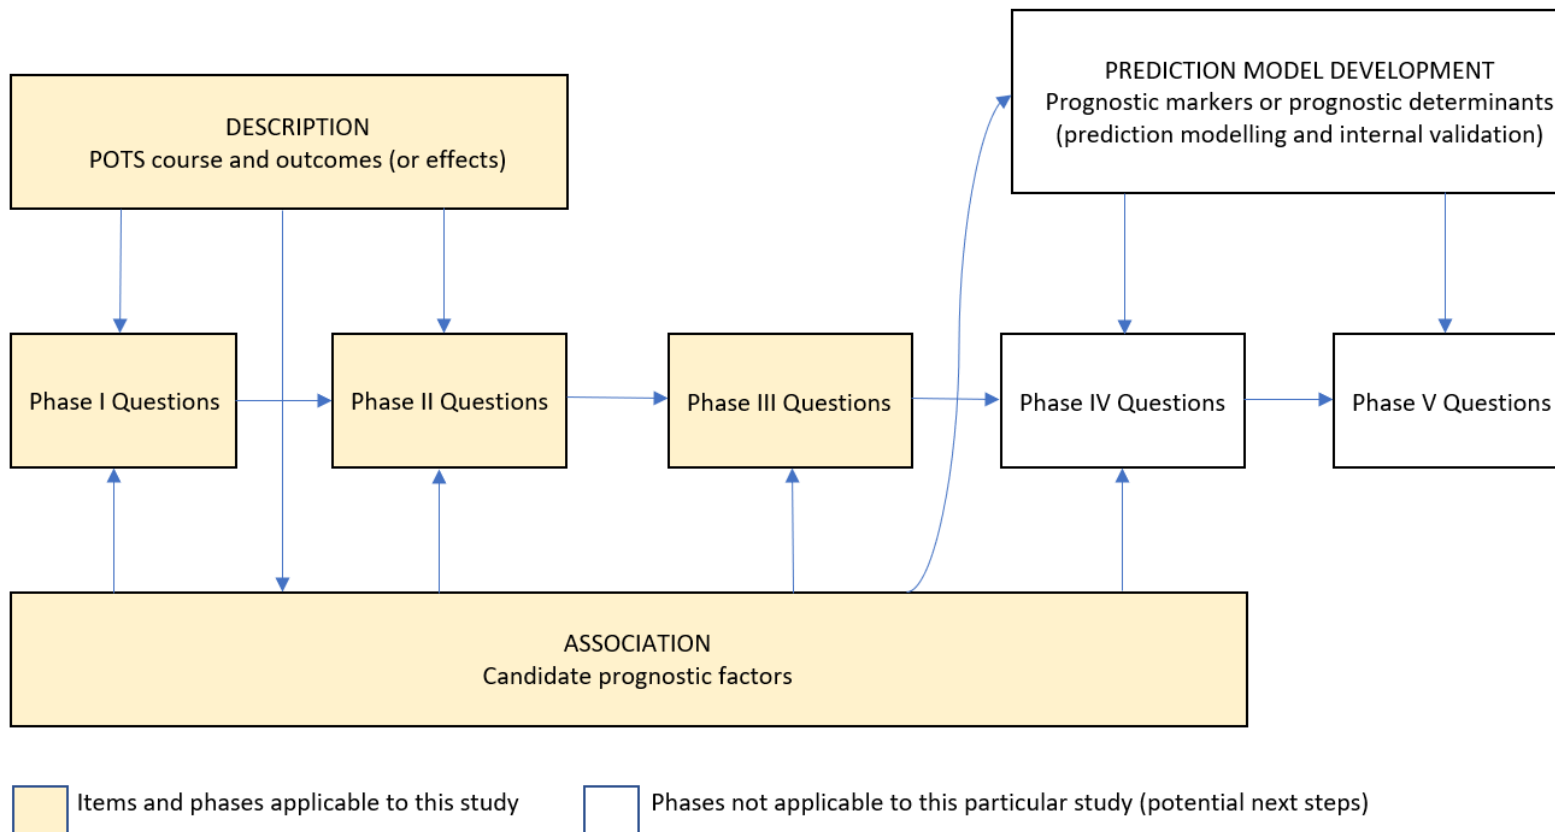 PREDICTION MODEL DEVELOPMENT
Prognostic markers or prognostic determinants
(prediction modelling and internal validation)
DESCRIPTION
POTS course and outcomes (or effects)
Phase I Questions
Phase II Questions
Phase III Questions
Phase IV Questions
Phase V Questions
ASSOCIATION
Candidate prognostic factors
Items and phases applicable to this study
Phases not applicable to this particular study (potential next steps)